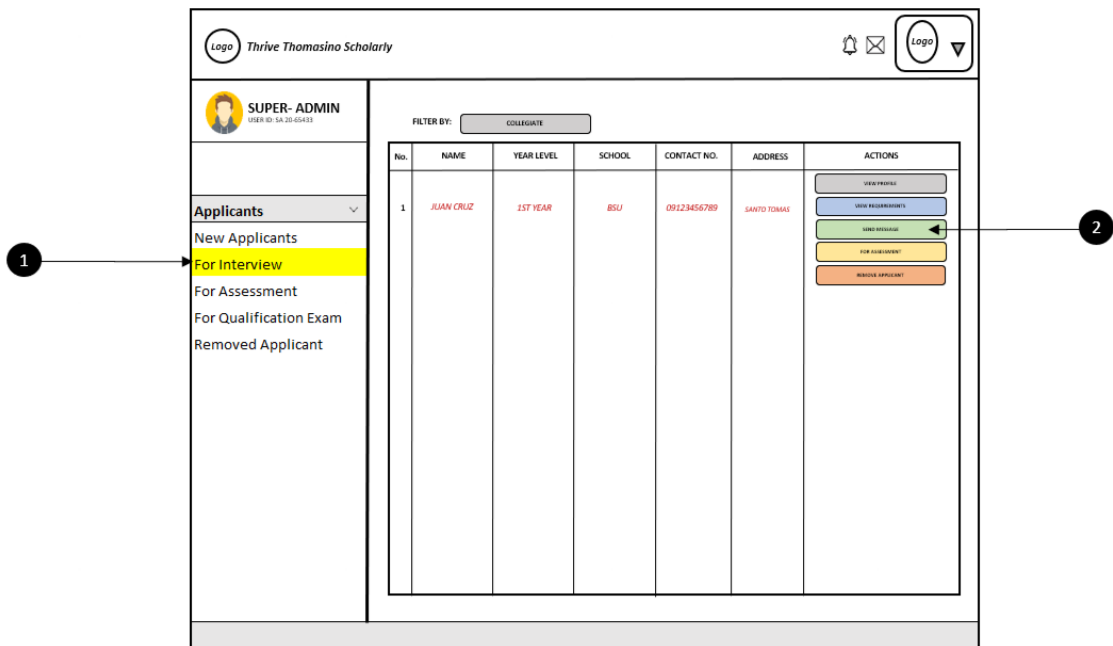 Logo Thrive Thomasino Scholarly
Logo
SUPER- ADMIN
USER ID: SA 20-65433
FILTER BY: COLLEGIATE
Applicants
New Applicants
For Interview
For Assessment
For Qualification Exam
Removed Applicant
No. NAME YEAR LEVEL SCHOOL CONTACT NO. ADDRESS ACTIONS
1 JUAN CRUZ 1ST YEAR BSU 09123456789 SANTO TOMAS
VIEW PROFILE
VIEW REQUIREMENTS
SEND MESSAGE
FOR ASSESSMENT
REMOVE APPLICANT
1
2